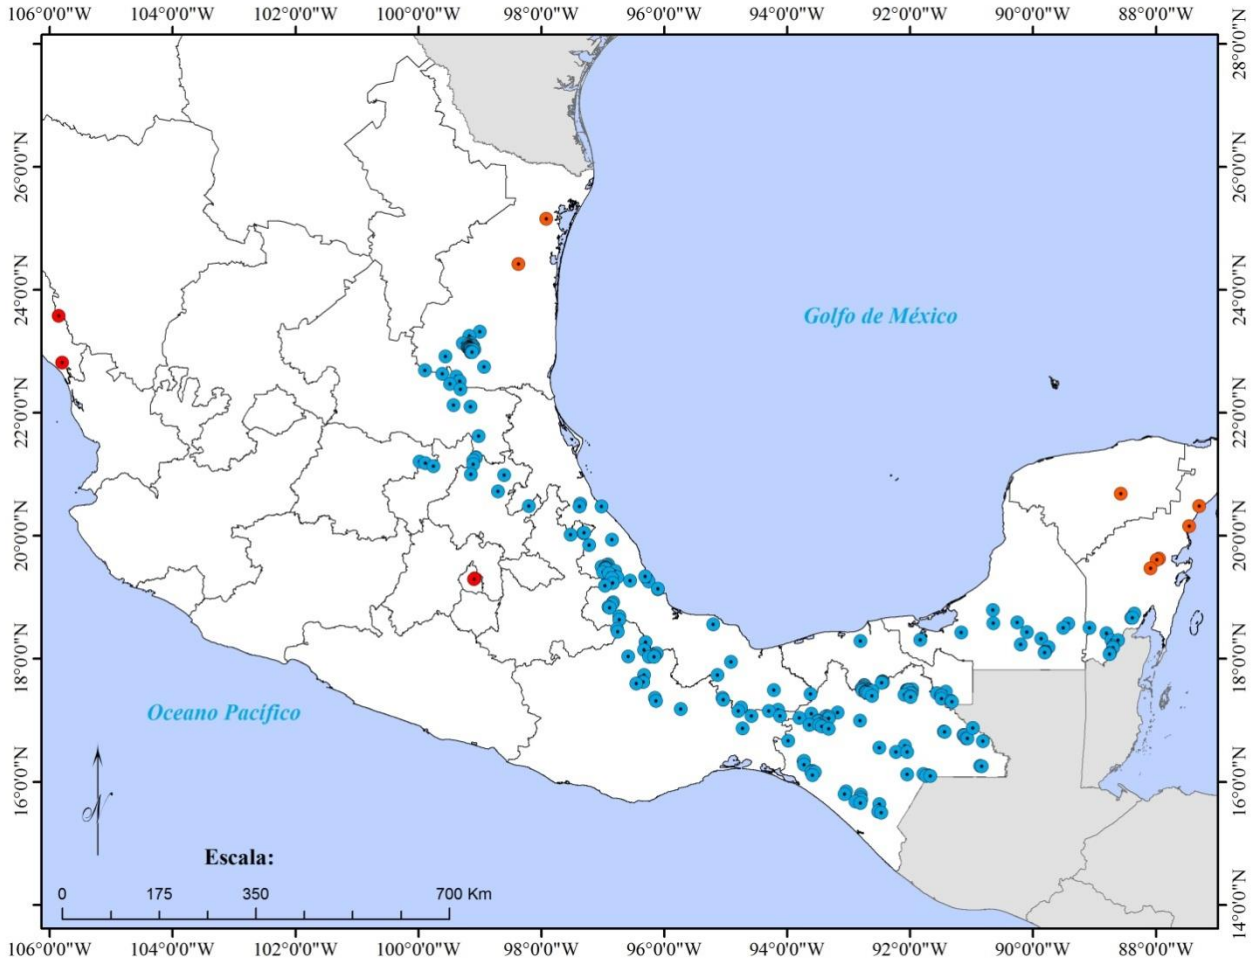 106°0'0"W 104°0'0"W 102°0'0"W 100°0'0"W 98°0'0"W 96°0'0"W 94°0'0"W 92°0'0"W 90°0'0"W 88°0'0"W
28°0'0"N
26°0'0"N 26°0'0"N
24°0'0"N 24°0'0"N
Golfo de México
22°0'0"N 22°0'0"N
20°0'0"N 20°0'0"N
18°0'0"N 18°0'0"N
Oceano Pacífico
16°0'0"N 16°0'0"N
N
Escala:
0 175 350 700 Km
14°0'0"N
106°0'0"W 104°0'0"W 102°0'0"W 100°0'0"W 98°0'0"W 96°0'0"W 94°0'0"W 92°0'0"W 90°0'0"W 88°0'0"W